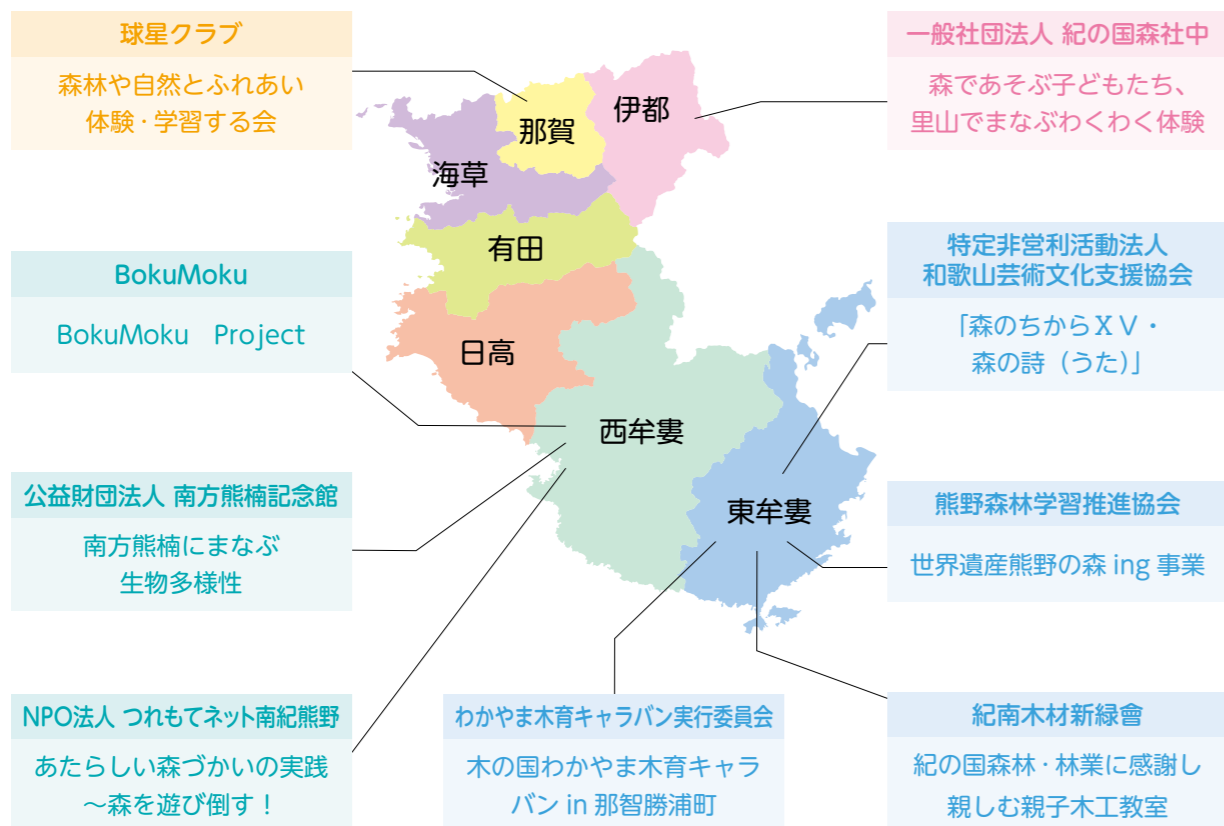 球星クラブ
森林や自然とふれあい
体験・学習する会
一般社団法人 紀の国森社中
森であそぶ子どもたち、
里山でまなぶわくわく体験
伊都
那賀
海草
有田
日高
西牟婁
東牟婁
BokuMoku
BokuMoku Project
特定非営利活動法人
和歌山芸術文化支援協会
「森のちからＸＶ・
森の詩（うた）」
公益財団法人 南方熊楠記念館
南方熊楠にまなぶ
生物多様性
熊野森林学習推進協会
世界遺産熊野の森 ing 事業
NPO法人 つれもてネット南紀熊野
あたらしい森づかいの実践
～森を遊び倒す！
わかやま木育キャラバン実行委員会
木の国わかやま木育キャラ
バン in 那智勝浦町
紀南木材新緑會
紀の国森林・林業に感謝し
親しむ親子木工教室